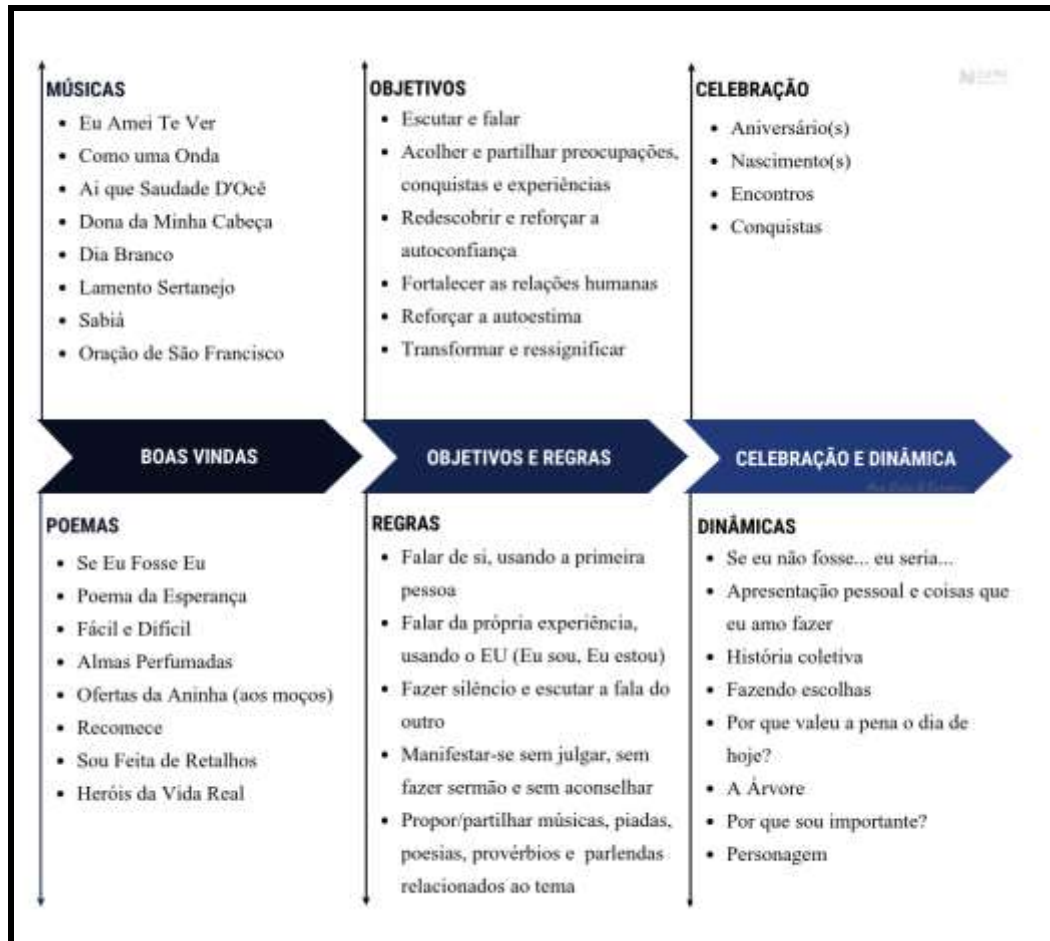 MÚSICAS
• Eu Amei Te Ver
• Como uma Onda
• Ai que Saudade D'Ocê
• Dona da Minha Cabeça
• Dia Branco
• Lamento Sertanejo
• Sabiá
• Oração de São Francisco
OBJETIVOS
• Escutar e falar
• Acolher e partilhar preocupações,
conquistas e experiências
• Redescobrir e reforçar a
autoconfiança
• Fortalecer as relações humanas
• Reforçar a autoestima
• Transformar e ressignificar
CELEBRAÇÃO
• Aniversário(s)
• Nascimento(s)
• Encontros
• Conquistas
BOAS VINDAS
OBJETIVOS E REGRAS
CELEBRAÇÃO E DINÂMICA
POEMAS
• Se Eu Fosse Eu
• Poema da Esperança
• Fácil e Difícil
• Almas Perfumadas
• Ofertas da Aninha (aos moços)
• Recomece
• Sou Feita de Retalhos
• Heróis da Vida Real
REGRAS
• Falar de si, usando a primeira
pessoa
• Falar da própria experiência,
usando o EU (Eu sou, Eu estou)
• Fazer silêncio e escutar a fala do
outro
• Manifestar-se sem julgar, sem
fazer sermão e sem aconselhar
• Propor/partilhar músicas, piadas,
poesias, provérbios e parlendas
relacionados ao tema
DINÂMICAS
• Se eu não fosse... eu seria...
• Apresentação pessoal e coisas que
eu amo fazer
• História coletiva
• Fazendo escolhas
• Por que valeu a pena o dia de
hoje?
• A Árvore
• Por que sou importante?
• Personagem